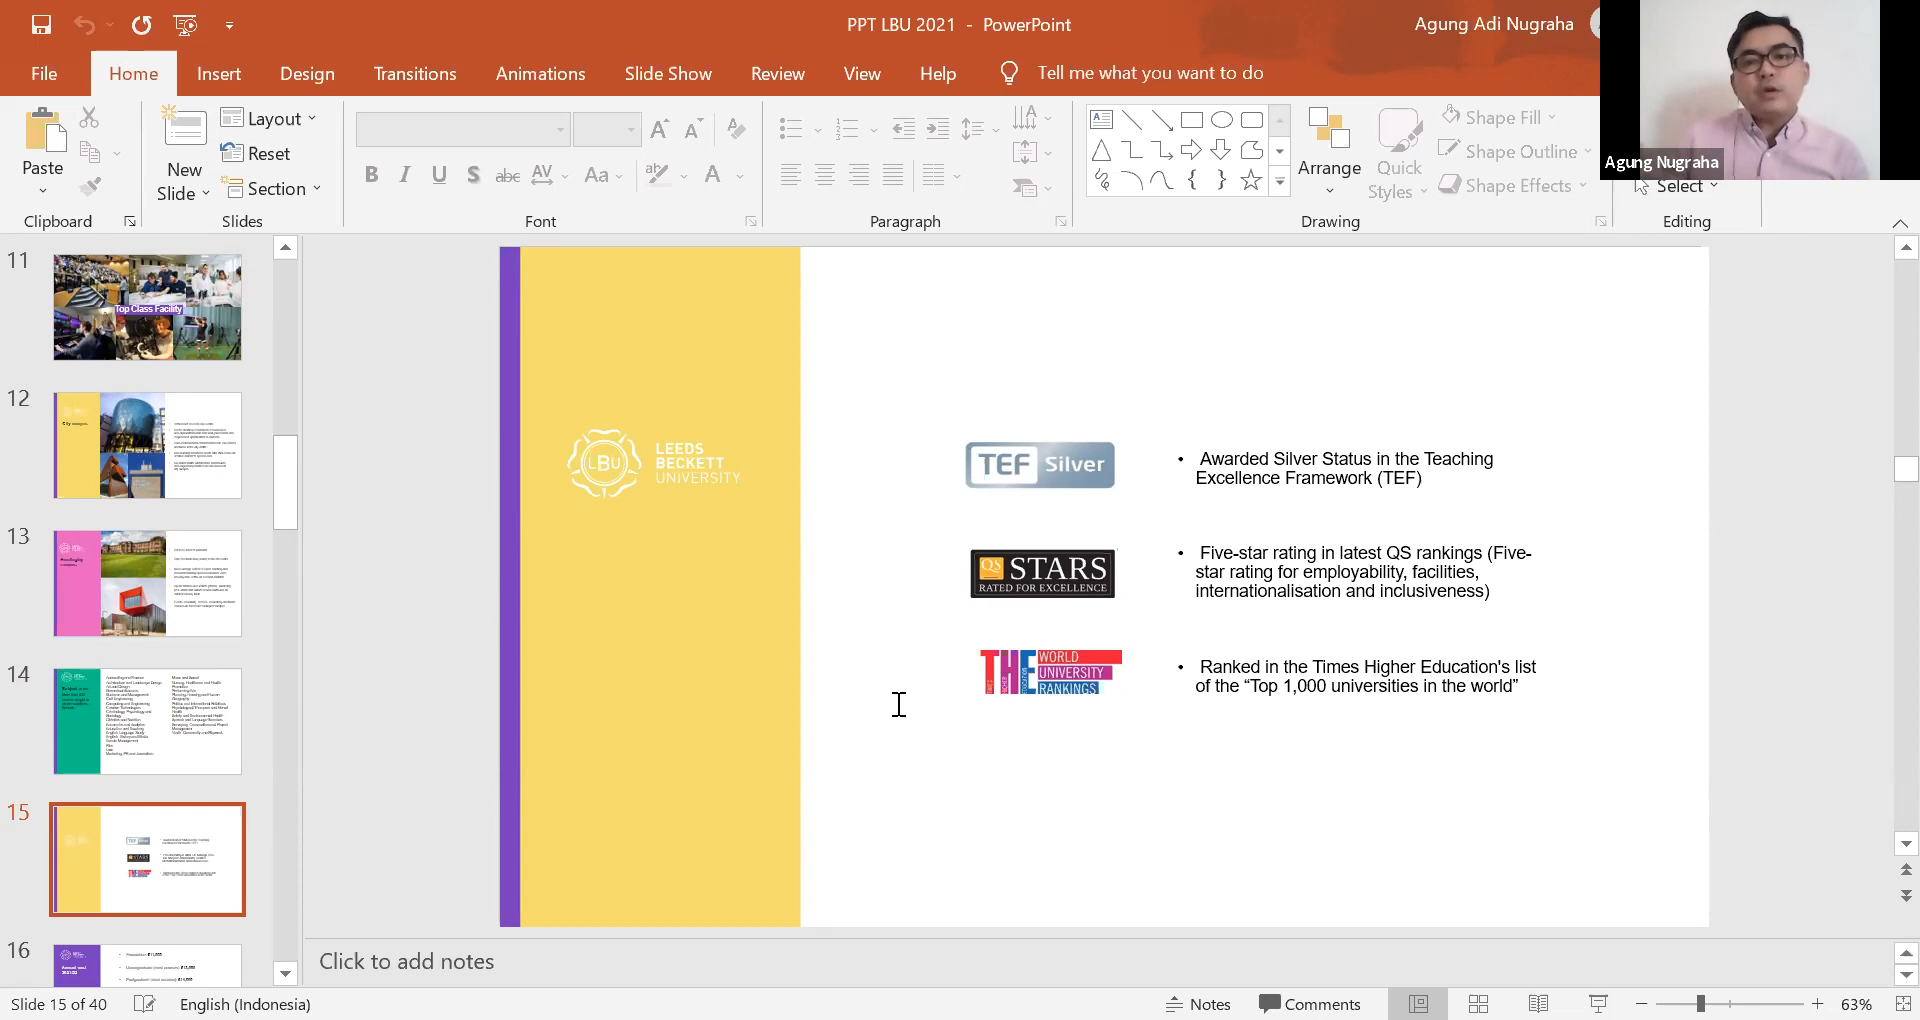 PPT LBU 2021 - PowerPoint
Agung Adi Nugraha
File Home Insert Design Transitions Animations Slide Show Review View Help Tell me what you want to do
Paste
New
Slide
Layout
Reset
Section
Arrange
Quick
Styles
Shape Fill
Shape Outline
Shape Effects
Agung Nugraha
Select
Clipboard Slides Font Paragraph Drawing Editing
11
Top Class Facility
12
13
14
15
16
LBU
LEEDS
BECKETT
UNIVERSITY
TEF Silver
• Awarded Silver Status in the Teaching
Excellence Framework (TEF)
QS STARS
RATED FOR EXCELLENCE
• Five-star rating in latest QS rankings (Five-
star rating for employability, facilities,
internationalisation and inclusiveness)
THE WORLD
UNIVERSITY
RANKINGS
• Ranked in the Times Higher Education's list
of the “Top 1,000 universities in the world”
Click to add notes
Slide 15 of 40 English (Indonesia) Notes Comments 63%